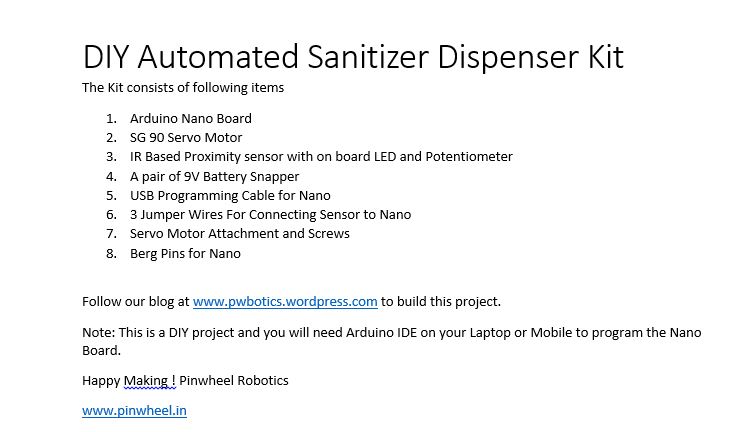 DIY Automated Sanitizer Dispenser Kit
The Kit consists of following items
1. Arduino Nano Board
2. SG 90 Servo Motor
3. IR Based Proximity sensor with on board LED and Potentiometer
4. A pair of 9V Battery Snapper
5. USB Programming Cable for Nano
6. 3 Jumper Wires For Connecting Sensor to Nano
7. Servo Motor Attachment and Screws
8. Berg Pins for Nano
Follow our blog at www.pwbotics.wordpress.com to build this project.
Note: This is a DIY project and you will need Arduino IDE on your Laptop or Mobile to program the Nano
Board.
Happy Making ! Pinwheel Robotics
www.pinwheel.in